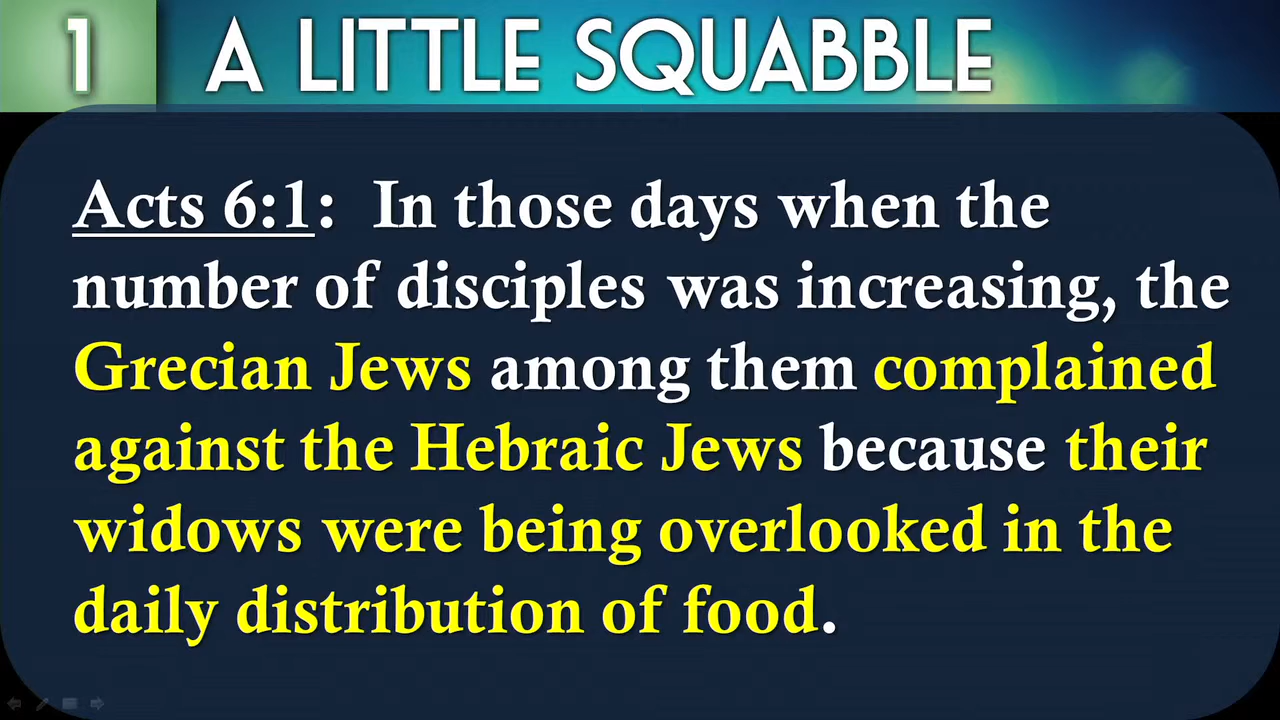 1 A LITTLE SQUABBLE
Acts 6:1: In those days when the
number of disciples was increasing, the
Grecian Jews among them complained
against the Hebraic Jews because their
widows were being overlooked in the
daily distribution of food.